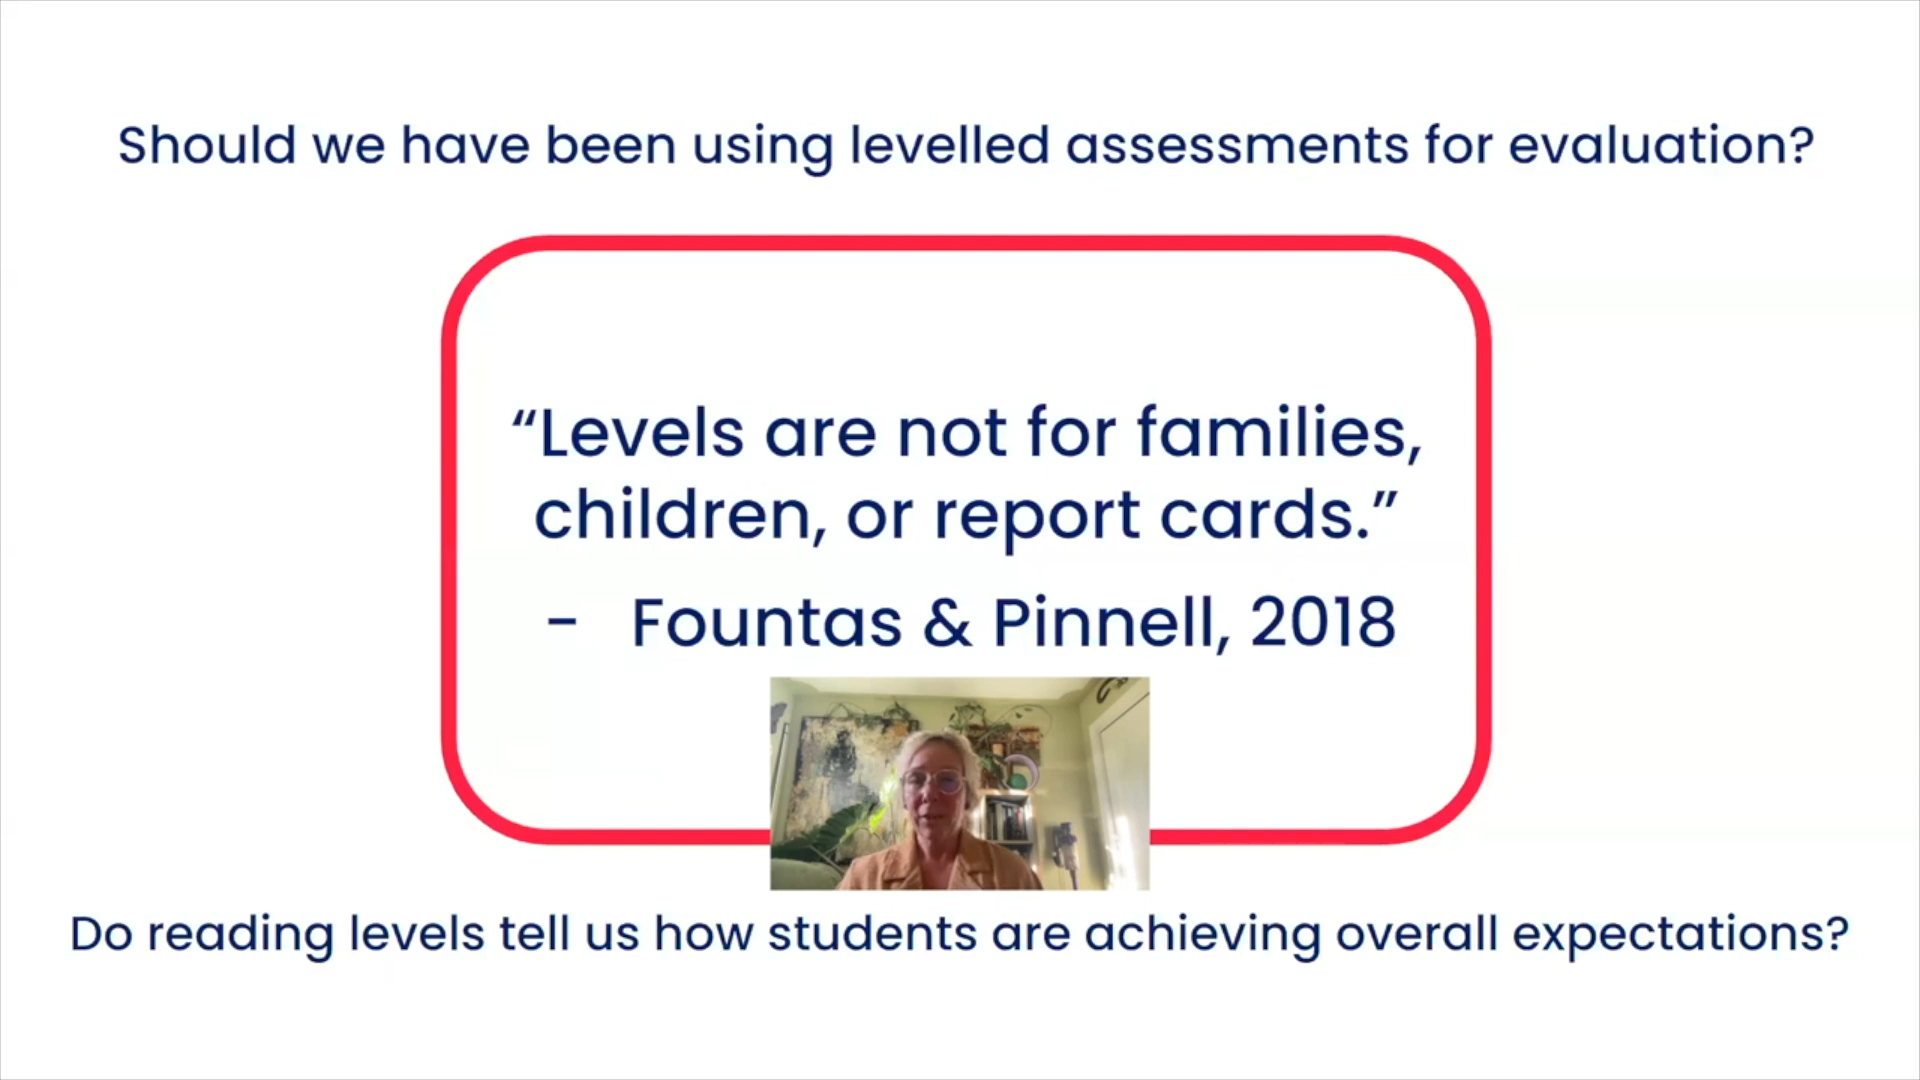 Should we have been using levelled assessments for evaluation?
“Levels are not for families,
children, or report cards.”
- Fountas & Pinnell, 2018
Do reading levels tell us how students are achieving overall expectations?